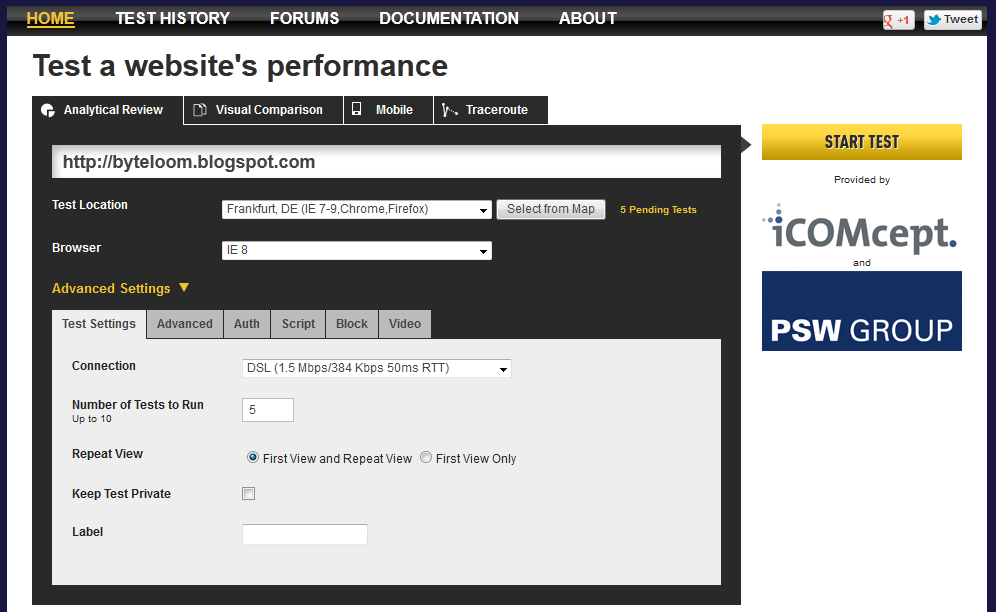 HOME TEST HISTORY FORUMS DOCUMENTATION ABOUT
g +1 Tweet
Test a website's performance
Analytical Review Visual Comparison Mobile Traceroute
http://byteloom.blogspot.com
START TEST
Provided by
Test Location Frankfurt, DE (IE 7-9,Chrome,Firefox) Select from Map 5 Pending Tests
iCOMcept.
Browser IE 8
and
Advanced Settings ▼
PSW GROUP
Test Settings Advanced Auth Script Block Video
Connection DSL (1.5 Mbps/384 Kbps 50ms RTT)
Number of Tests to Run 5
Up to 10
Repeat View First View and Repeat View First View Only
Keep Test Private
Label